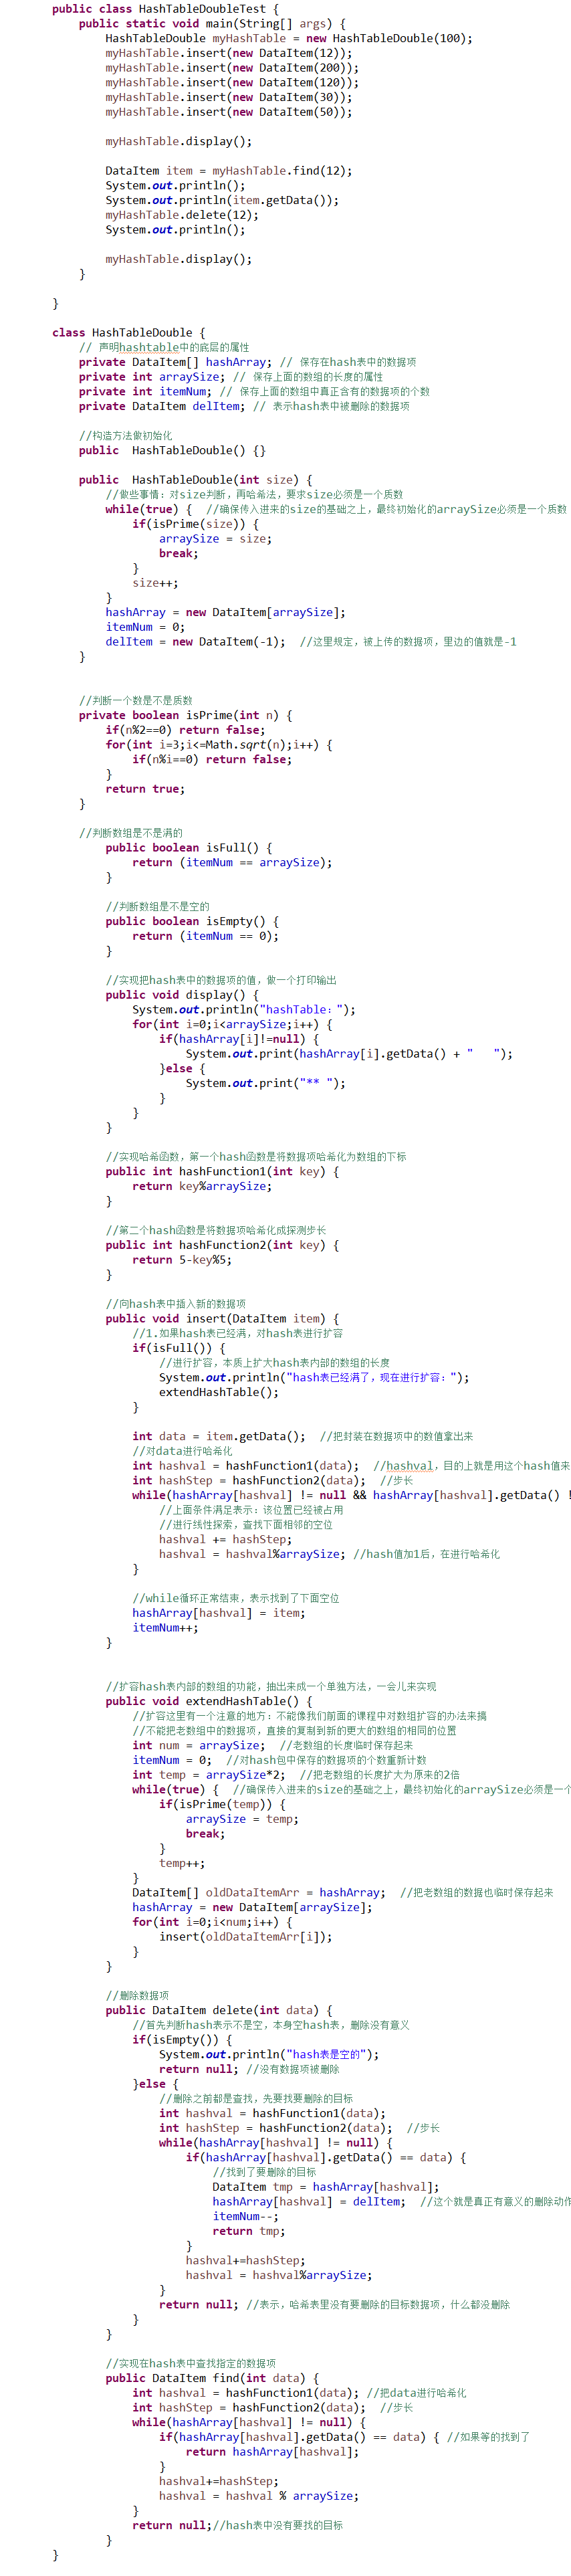 public class HashTableDoubleTest {
    public static void main(String[] args) {
        HashTableDouble myHashTable = new HashTableDouble(100);
        myHashTable.insert(new DataItem(12));
        myHashTable.insert(new DataItem(200));
        myHashTable.insert(new DataItem(120));
        myHashTable.insert(new DataItem(30));
        myHashTable.insert(new DataItem(50));

        myHashTable.display();

        DataItem item = myHashTable.find(12);
        System.out.println();
        System.out.println(item.getData());
        myHashTable.delete(12);
        System.out.println();

        myHashTable.display();
    }

}

class HashTableDouble {
    // 声明hashtable中的底层的属性
    private DataItem[] hashArray; // 保存在hash表中的数据项
    private int arraySize; // 保存上面的数组的长度的属性
    private int itemNum; // 保存上面的数组中真正含有的数据项的个数
    private DataItem delItem; // 表示hash表中被删除的数据项

    //构造方法做初始化
    public  HashTableDouble() {}

    public  HashTableDouble(int size) {
        //做些事情：对size判断，再哈希法，要求size必须是一个质数
        while(true) {  //确保传入进来的size的基础之上，最终初始化的arraySize必须是一个质数
            if(isPrime(size)) {
                arraySize = size;
                break;
            }
            size++;
        }
        hashArray = new DataItem[arraySize];
        itemNum = 0;
        delItem = new DataItem(-1);  //这里规定，被上传的数据项，里边的值就是-1
    }


    //判断一个数是不是质数
    private boolean isPrime(int n) {
        if(n%2==0) return false;
        for(int i=3;i<=Math.sqrt(n);i++) {
            if(n%i==0) return false;
        }
        return true;
    }

    //判断数组是不是满的
        public boolean isFull() {
            return (itemNum == arraySize);
        }

        //判断数组是不是空的
        public boolean isEmpty() {
            return (itemNum == 0);
        }

        //实现把hash表中的数据项的值，做一个打印输出
        public void display() {
            System.out.println("hashTable：");
            for(int i=0;i<arraySize;i++) {
                if(hashArray[i]!=null) {
                    System.out.print(hashArray[i].getData() + "   ");
                }else {
                    System.out.print("** ");
                }
            }
        }

        //实现哈希函数，第一个hash函数是将数据项哈希化为数组的下标
        public int hashFunction1(int key) {
            return key%arraySize;
        }

        //第二个hash函数是将数据项哈希化成探测步长
        public int hashFunction2(int key) {
            return 5-key%5;
        }

        //向hash表中插入新的数据项
        public void insert(DataItem item) {
            //1.如果hash表已经满，对hash表进行扩容
            if(isFull()) {
                //进行扩容，本质上扩大hash表内部的数组的长度
                System.out.println("hash表已经满了，现在进行扩容：");
                extendHashTable();
            }

            int data = item.getData();  //把封装在数据项中的数值拿出来
            //对data进行哈希化
            int hashval = hashFunction1(data);  //hashval，目的上就是用这个hash值来
            int hashStep = hashFunction2(data);  //步长
            while(hashArray[hashval] != null && hashArray[hashval].getData() !
                //上面条件满足表示：该位置已经被占用
                //进行线性探索，查找下面相邻的空位
                hashval += hashStep;
                hashval = hashval%arraySize; //hash值加1后，在进行哈希化
            }

            //while循环正常结束，表示找到了下面空位
            hashArray[hashval] = item;
            itemNum++;
        }


        //扩容hash表内部的数组的功能，抽出来成一个单独方法，一会儿来实现
        public void extendHashTable() {
            //扩容这里有一个注意的地方：不能像我们前面的课程中对数组扩容的办法来搞
            //不能把老数组中的数据项，直接的复制到新的更大的数组的相同的位置
            int num = arraySize;  //老数组的长度临时保存起来
            itemNum = 0;  //对hash包中保存的数据项的个数重新计数
            int temp = arraySize*2;  //把老数组的长度扩大为原来的2倍
            while(true) {  //确保传入进来的size的基础之上，最终初始化的arraySize必须是一个
                if(isPrime(temp)) {
                    arraySize = temp;
                    break;
                }
                temp++;
            }
            DataItem[] oldDataItemArr = hashArray;  //把老数组的数据也临时保存起来
            hashArray = new DataItem[arraySize];
            for(int i=0;i<num;i++) {
                insert(oldDataItemArr[i]);
            }
        }

        //删除数据项
        public DataItem delete(int data) {
            //首先判断hash表示不是空，本身空hash表，删除没有意义
            if(isEmpty()) {
                System.out.println("hash表是空的");
                return null; //没有数据项被删除
            }else {
                //删除之前都是查找，先要找要删除的目标
                int hashval = hashFunction1(data);
                int hashStep = hashFunction2(data);  //步长
                while(hashArray[hashval] != null) {
                    if(hashArray[hashval].getData() == data) {
                        //找到了要删除的目标
                        DataItem tmp = hashArray[hashval];
                        hashArray[hashval] = delItem;  //这个就是真正有意义的删除动作
                        itemNum--;
                        return tmp;
                    }
                    hashval+=hashStep;
                    hashval = hashval%arraySize;
                }
                return null; //表示，哈希表里没有要删除的目标数据项，什么都没删除
            }
        }

        //实现在hash表中查找指定的数据项
        public DataItem find(int data) {
            int hashval = hashFunction1(data); //把data进行哈希化
            int hashStep = hashFunction2(data);  //步长
            while(hashArray[hashval] != null) {
                if(hashArray[hashval].getData() == data) { //如果等的找到了
                    return hashArray[hashval];
                }
                hashval+=hashStep;
                hashval = hashval % arraySize;
            }
            return null;//hash表中没有要找的目标
        }
}